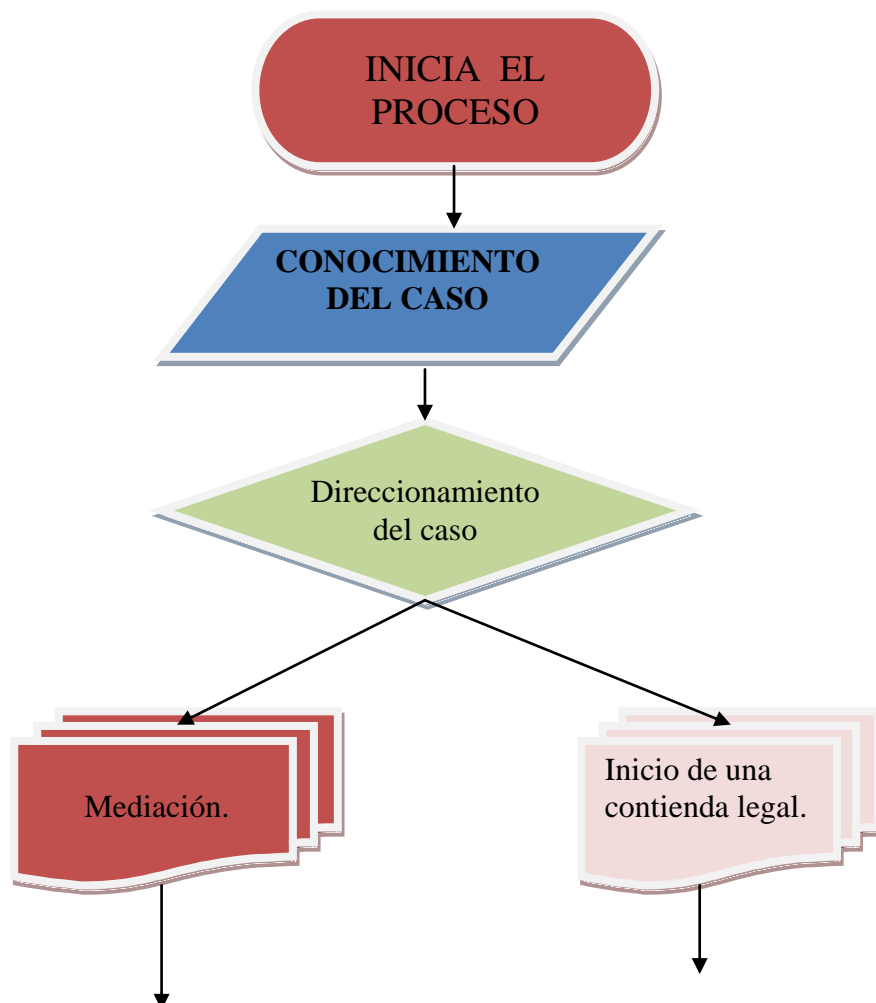 INICIA EL
PROCESO
CONOCIMIENTO
DEL CASO
Direccionamiento
del caso
Mediación.
Inicio de una
contienda legal.